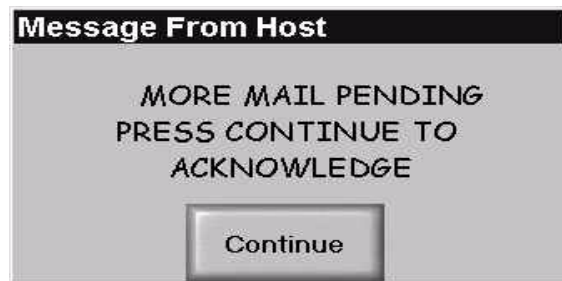 Message From Host
MORE MAIL PENDING
PRESS CONTINUE TO
ACKNOWLEDGE
Continue